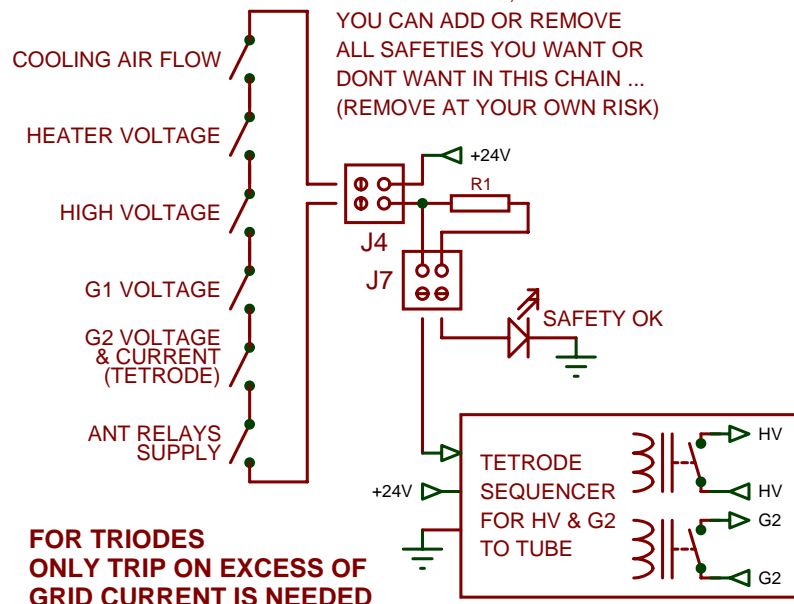 YOU CAN ADD OR REMOVE
ALL SAFETIES YOU WANT OR
DONT WANT IN THIS CHAIN ...
(REMOVE AT YOUR OWN RISK)
COOLING AIR FLOW
HEATER VOLTAGE
HIGH VOLTAGE
G1 VOLTAGE
G2 VOLTAGE
& CURRENT
(TETRODE)
ANT RELAYS
SUPPLY
+24V
R1
J4
J7
SAFETY OK
+24V
TETRODE
SEQUENCER
FOR HV & G2
TO TUBE
HV
HV
G2
G2
FOR TRIODES
ONLY TRIP ON EXCESS OF
GRID CURRENT IS NEEDED